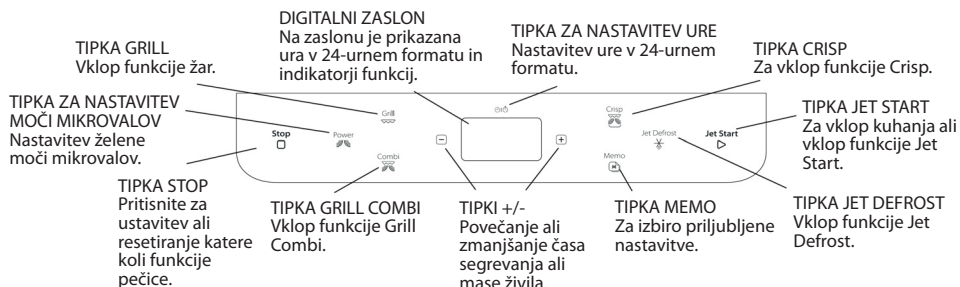 DIGITALNI ZASLON
Na zaslonu je prikazana
ura v 24-urnem
formatu in
indikatorji funkcij.
TIPKA ZA NASTAVITEV URE
Nastavitev ure v 24-urnem
formatu.
TIPKA GRILL
Vklop funkcije žar.
TIPKA CRISP
Za vklop funkcije Crisp.
TIPKA ZA NASTAVITEV
MOČI MIKROVALOV
Nastavitev želene
moči mikrovalov.
TIPKA JET START
Za vklop kuhanja ali
vklop funkcije Jet
Start.
Stop
Power
Grill
Combi
Crisp
Memo
Jet Defrost
Jet Start
TIPKA STOP
Pritisnite za
ustavitev ali
resetiranje katere
koli funkcije
pečice.
TIPKA GRILL COMBI
Vklop funkcije Grill
Combi.
TIPKI +/-
Povečanje ali
zmanjšanje časa
segrevanja ali
mase živila.
TIPKA MEMO
Za izbiro priljubljene
nastavitve.
TIPKA JET DEFROST
Vklop funkcije Jet
Defrost.